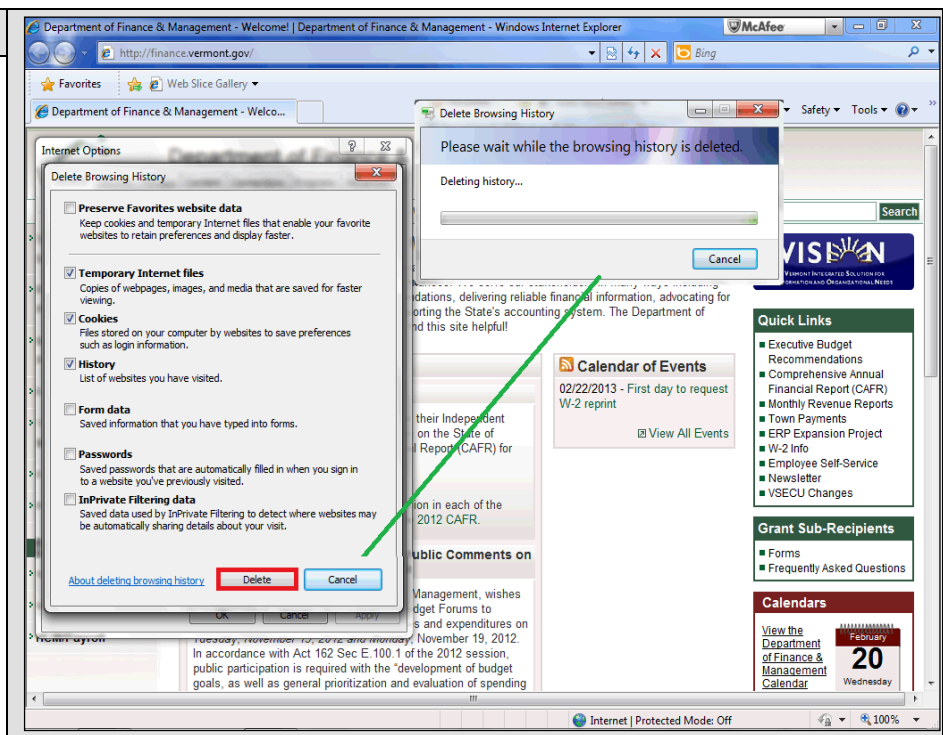 Department of Finance & Management - Welcome! | Department of Finance & Management - Windows Internet Explorer
McAfee
http://finance.vermont.gov/
Bing
Favorites
Web Slice Gallery
Department of Finance & Management - Welco...
Safety
Tools
Internet Options
Delete Browsing History
Preserve Favorites website data
Keep cookies and temporary Internet files that enable your favorite
websites to retain preferences and display faster.
Temporary Internet files
Copies of webpages, images, and media that are saved for faster
viewing.
Cookies
Files stored on your computer by websites to save preferences
such as login information.
History
List of websites you have visited.
Form data
Saved information that you have typed into forms.
Passwords
Saved passwords that are automatically filled in when you sign in
to a website you've previously visited.
InPrivate Filtering data
Saved data used by InPrivate Filtering to detect where websites may
be automatically sharing details about your visit.
About deleting browsing history
Delete
Cancel
OK
Cancel
Apply
Delete Browsing History
Please wait while the browsing history is deleted.
Deleting history...
Cancel
dations, delivering reliable financial information, advocating for
orting the State's accounting system. The Department of
nd this site helpful!
their Independent
on the State of
l Report (CAFR) for
ion in each of the
2012 CAFR.
ublic Comments on
Management, wishes
dget Forums to
s and expenditures on
Tuesday, November 13, 2012 and Monday, November 19, 2012.
In accordance with Act 162 Sec E.100.1 of the 2012 session,
public participation is required with the "development of budget
goals, as well as general prioritization and evaluation of spending
Calendar of Events
02/22/2013 - First day to request
W-2 reprint
View All Events
Search
VISION
VERMONT INTEGRATED SOLUTION FOR
INFORMATION AND ORGANIZATIONAL NEEDS
Quick Links
Executive Budget
Recommendations
Comprehensive Annual
Financial Report (CAFR)
Monthly Revenue Reports
Town Payments
ERP Expansion Project
W-2 Info
Employee Self-Service
Newsletter
VSECU Changes
Grant Sub-Recipients
Forms
Frequently Asked Questions
Calendars
View the
Department
of Finance &
Management
Calendar
February
20
Wednesday
Internet | Protected Mode: Off
100%